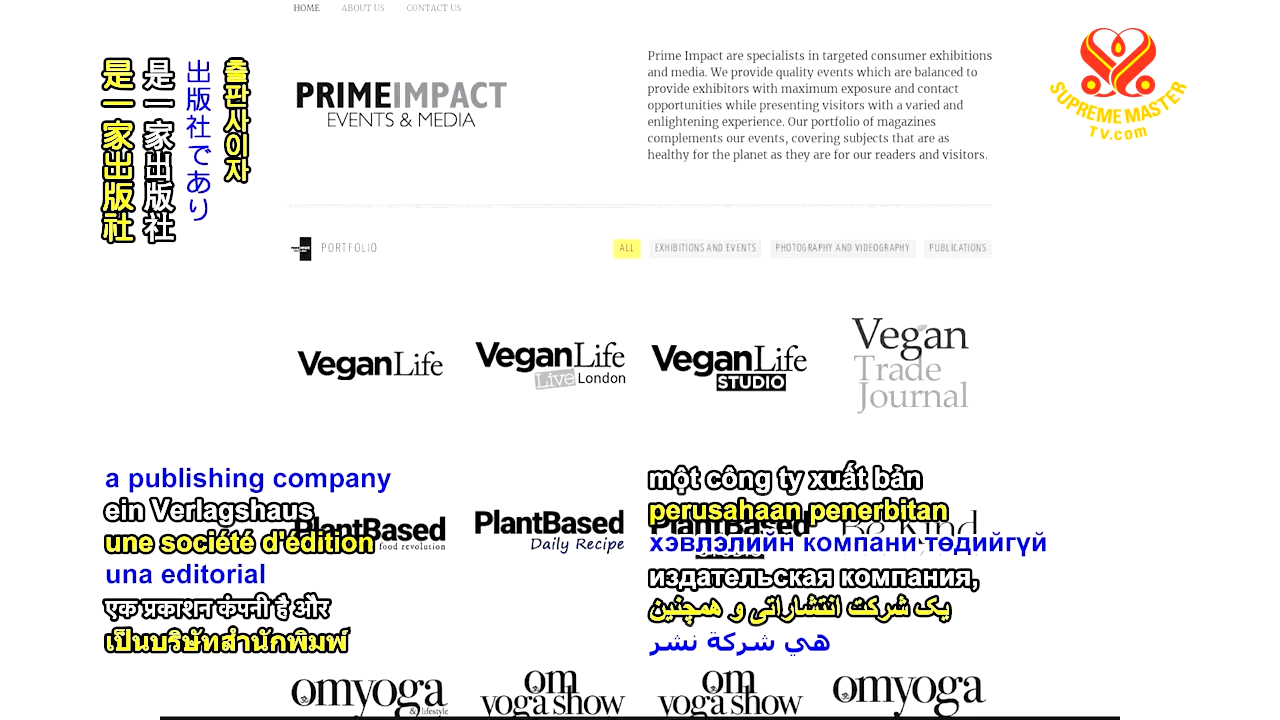 HOME ABOUT US CONTACT US
PRIMEIMPACT
EVENTS & MEDIA
Prime Impact are specialists in targeted consumer exhibitions
and media. We provide quality events which are balanced to
provide exhibitors with maximum exposure and contact
opportunities while presenting visitors with a varied and
enlightening experience. Our portfolio of magazines
complements our events, covering subjects that are as
healthy for the planet as they are for our readers and visitors.
SUPREME MASTER
TV.com
出版社であり
출판사이자
是一家出版社
是一家出版社
PORTFOLIO
ALL EXHIBITIONS AND EVENTS PHOTOGRAPHY AND VIDEOGRAPHY PUBLICATIONS
VeganLife
VeganLife
Live London
VeganLife
STUDIO
Vegan
Trade
Journal
a publishing company
ein Verlagshaus
une société d'édition
una editorial
एक प्रकाशन कंपनी है और
เป็นบริษัทสำนักพิมพ์
một công ty xuất bản
perusahaan penerbitan
хэвлэлийн компани төдийгүй
издательская компания,
یک شرکت انتشاراتی و همچنین
هي شركة نشر
PlantBased
food revolution
PlantBased
Daily Recipe
PlantBased
Be Kind
omyoga
& lifestyle
om
yoga show
om
yoga show
omyoga